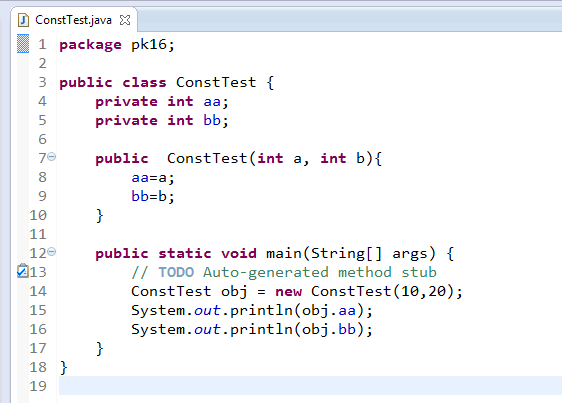 ConstTest.java
1 package pk16;
2
3 public class ConstTest {
4     private int aa;
5     private int bb;
6
7     public  ConstTest(int a, int b){
8         aa=a;
9         bb=b;
10     }
11
12     public static void main(String[] args) {
13         // TODO Auto-generated method stub
14         ConstTest obj = new ConstTest(10,20);
15         System.out.println(obj.aa);
16         System.out.println(obj.bb);
17     }
18 }
19